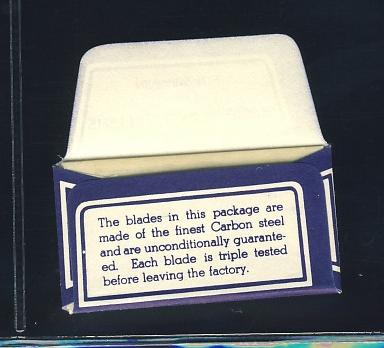 The blades in this package are
made of the finest Carbon steel
and are unconditionally guarante-
ed. Each blade is triple tested
before leaving the factory.